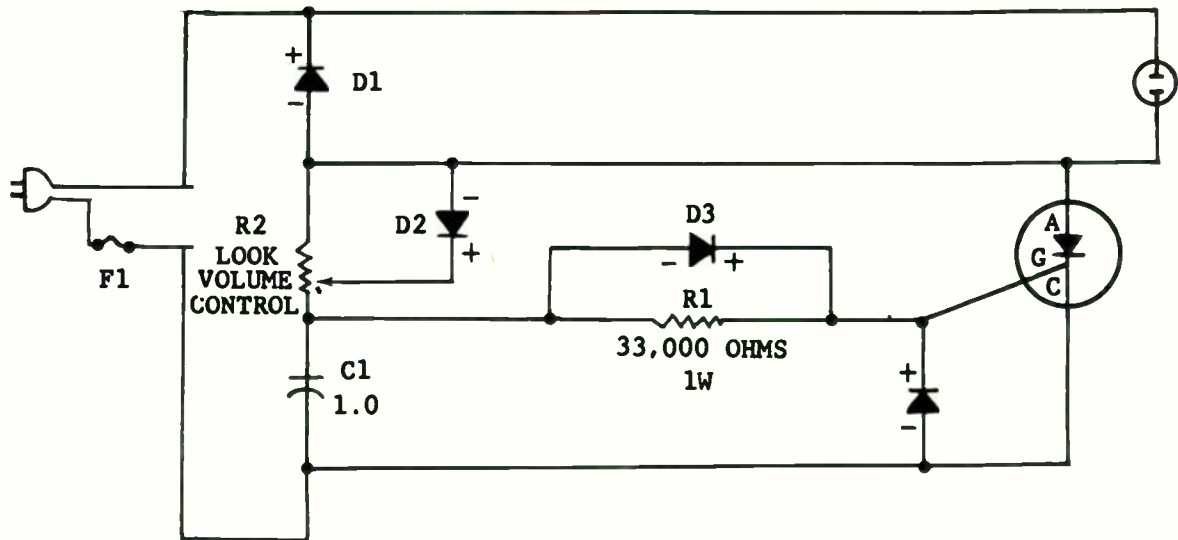 +
D1
-
R2
LOOK
VOLUME
CONTROL
D2
-
+
D3
-
+
A
G
C
F1
R1
33,000 OHMS
1W
C1
1.0
+
-